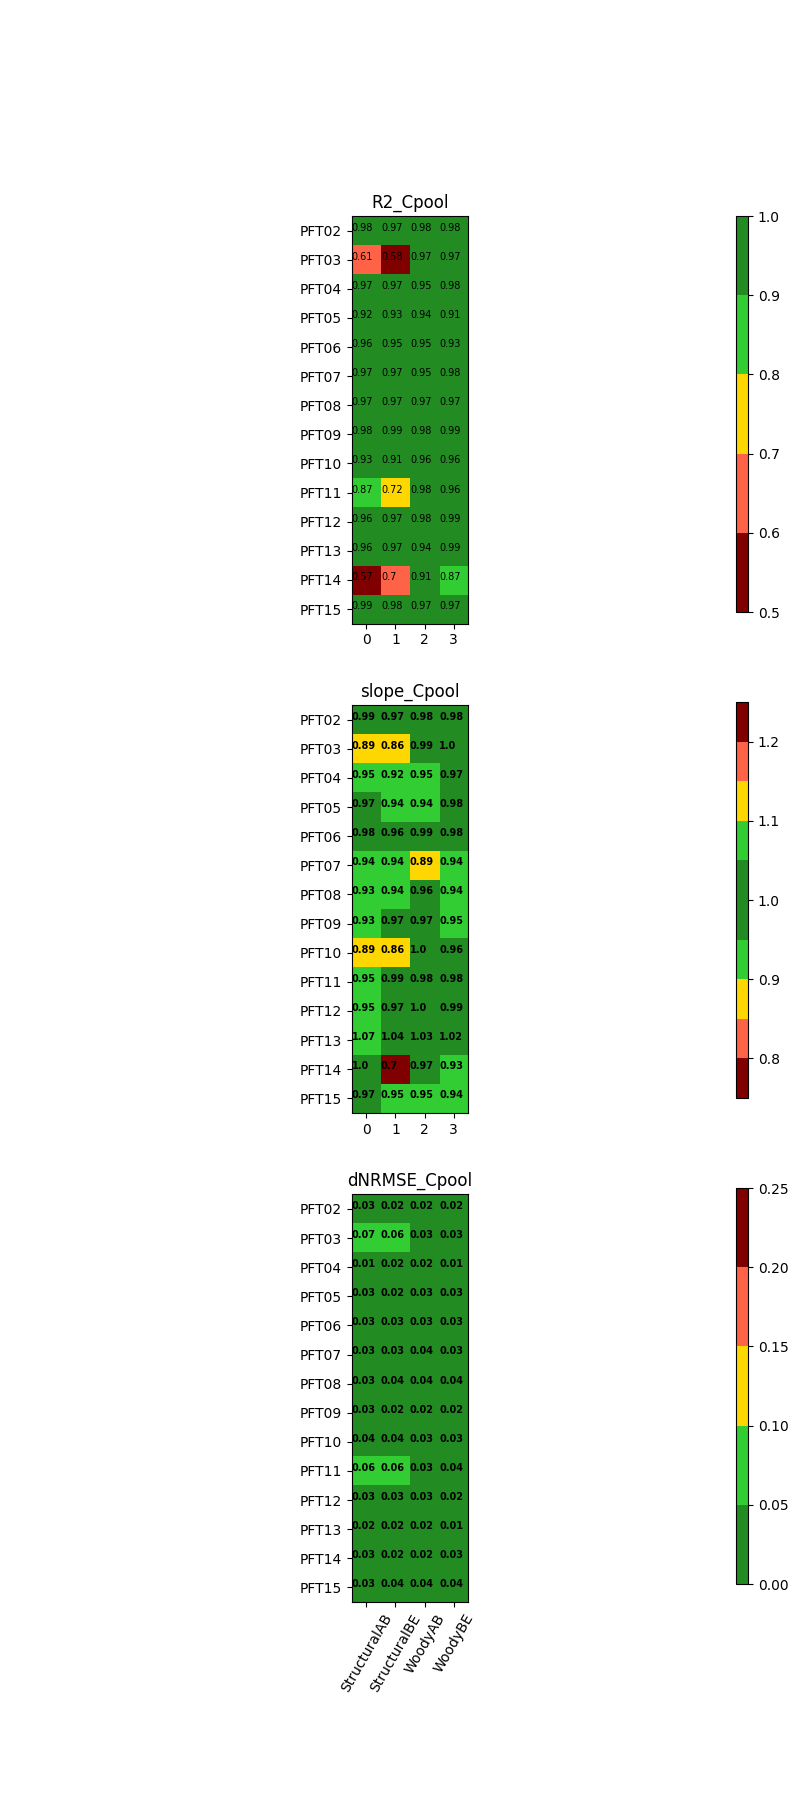 R2_Cpool
PFT02 0.98 0.97 0.98 0.98
PFT03 0.61 0.58 0.97 0.97
PFT04 0.97 0.97 0.95 0.98
PFT05 0.92 0.93 0.94 0.91
PFT06 0.96 0.95 0.95 0.93
PFT07 0.97 0.97 0.95 0.98
PFT08 0.97 0.97 0.97 0.97
PFT09 0.98 0.99 0.98 0.99
PFT10 0.93 0.91 0.96 0.96
PFT11 0.87 0.72 0.98 0.96
PFT12 0.96 0.97 0.98 0.99
PFT13 0.96 0.97 0.94 0.99
PFT14 0.57 0.7 0.91 0.87
PFT15 0.99 0.98 0.97 0.97
0 1 2 3
1.0
0.9
0.8
0.7
0.6
0.5
slope_Cpool
PFT02 0.99 0.97 0.98 0.98
PFT03 0.89 0.86 0.99 1.0
PFT04 0.95 0.92 0.95 0.97
PFT05 0.97 0.94 0.94 0.98
PFT06 0.98 0.96 0.99 0.98
PFT07 0.94 0.94 0.89 0.94
PFT08 0.93 0.94 0.96 0.94
PFT09 0.93 0.97 0.97 0.95
PFT10 0.89 0.86 1.0 0.96
PFT11 0.95 0.99 0.98 0.98
PFT12 0.95 0.97 1.0 0.99
PFT13 1.07 1.04 1.03 1.02
PFT14 1.0 0.7 0.97 0.93
PFT15 0.97 0.95 0.95 0.94
0 1 2 3
1.2
1.1
1.0
0.9
0.8
dNRMSE_Cpool
PFT02 0.03 0.02 0.02 0.02
PFT03 0.07 0.06 0.03 0.03
PFT04 0.01 0.02 0.02 0.01
PFT05 0.03 0.02 0.03 0.03
PFT06 0.03 0.03 0.03 0.03
PFT07 0.03 0.03 0.04 0.03
PFT08 0.03 0.04 0.04 0.04
PFT09 0.03 0.02 0.02 0.02
PFT10 0.04 0.04 0.03 0.03
PFT11 0.06 0.06 0.03 0.04
PFT12 0.03 0.03 0.03 0.02
PFT13 0.02 0.02 0.02 0.01
PFT14 0.03 0.02 0.02 0.03
PFT15 0.03 0.04 0.04 0.04
StructuralAB StructuralBE WoodyAB WoodyBE
0.25
0.20
0.15
0.10
0.05
0.00